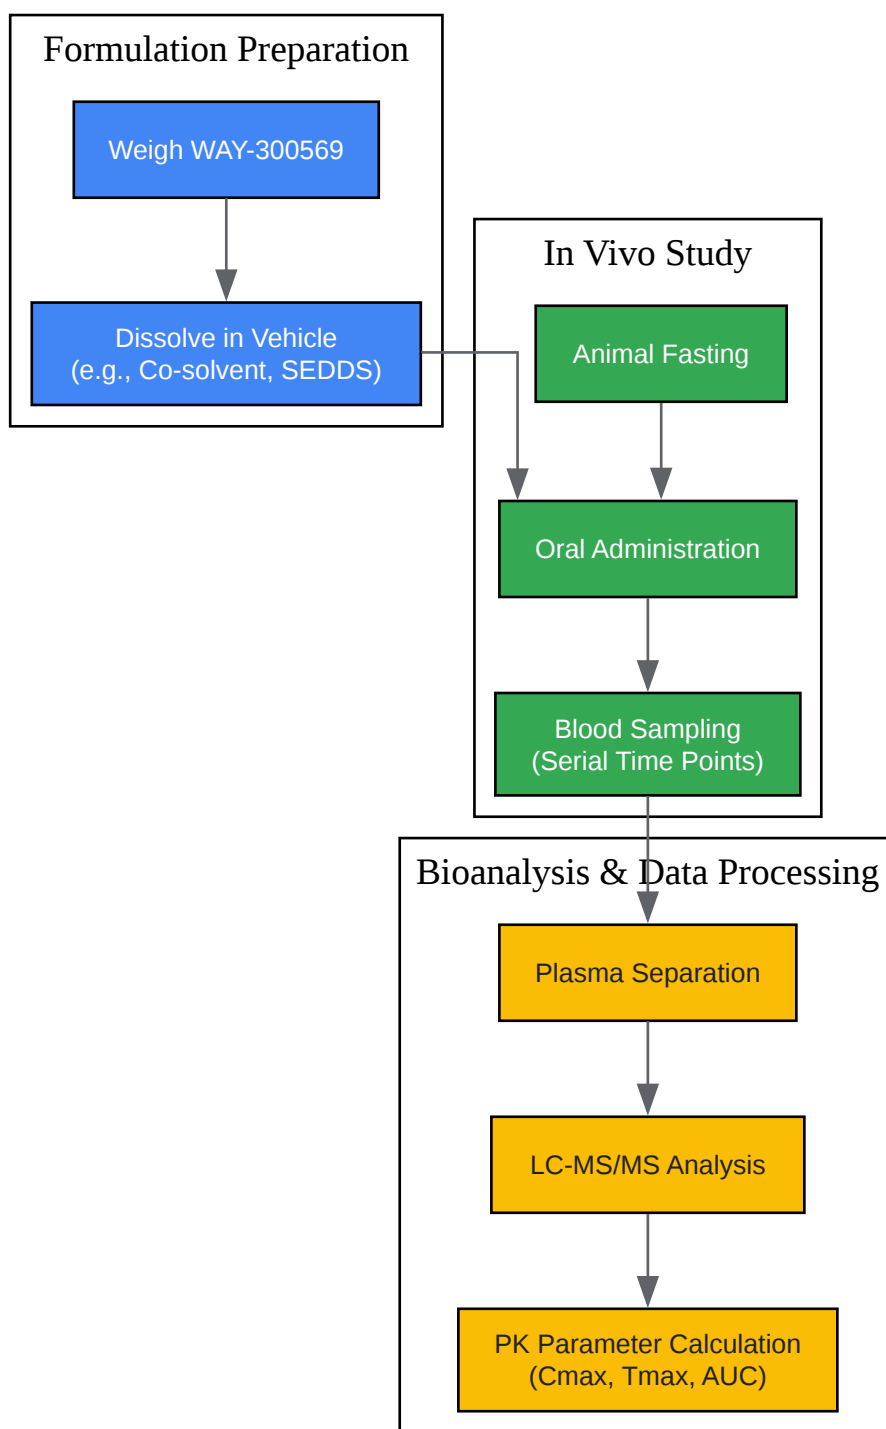 Formulation Preparation
Weigh WAY-300569
Dissolve in Vehicle
(e.g., Co-solvent, SEDDS)
In Vivo Study
Animal Fasting
Oral Administration
Blood Sampling
(Serial Time Points)
Bioanalysis & Data Processing
Plasma Separation
LC-MS/MS Analysis
PK Parameter Calculation
(Cmax, Tmax, AUC)